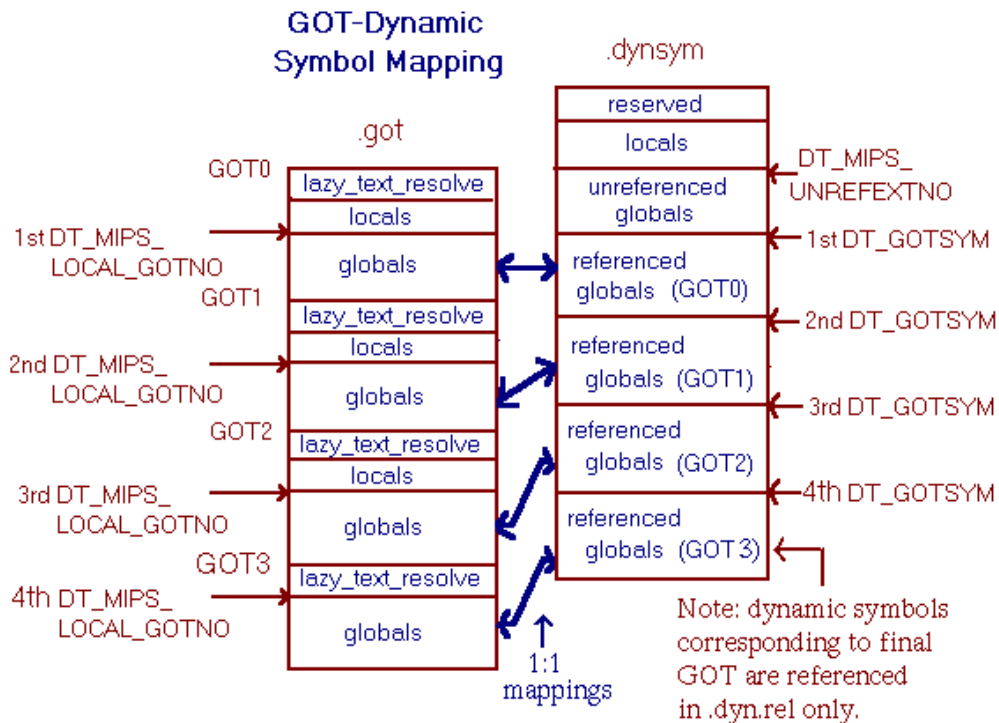 GOT-Dynamic
Symbol Mapping
.got
GOT0
lazy_text_resolve
locals
1st DT_MIPS_
LOCAL_GOTNO
globals
GOT1
lazy_text_resolve
locals
2nd DT_MIPS_
LOCAL_GOTNO
globals
GOT2
lazy_text_resolve
locals
3rd DT_MIPS_
LOCAL_GOTNO
globals
GOT3
lazy_text_resolve
4th DT_MIPS_
LOCAL_GOTNO
globals
1:1
mappings
.dynsym
reserved
locals
DT_MIPS_
UNREFEXTNO
unreferenced
globals
1st DT_GOTSYM
referenced
globals (GOT0)
2nd DT_GOTSYM
referenced
globals (GOT1)
3rd DT_GOTSYM
referenced
globals (GOT2)
4th DT_GOTSYM
referenced
globals (GOT3)
Note: dynamic symbols
corresponding to final
GOT are referenced
in .dyn.rel only.